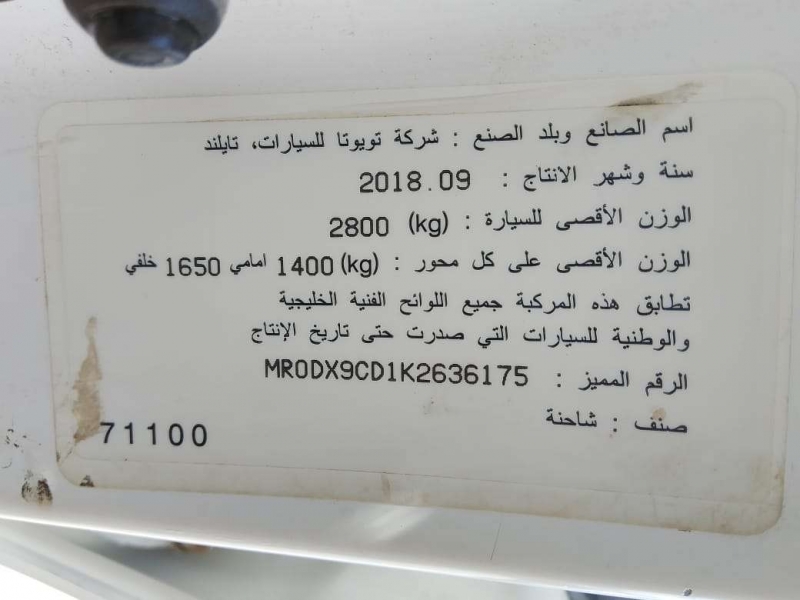 اسم الصانع وبلد الصنع : شركة تويوتا للسيارات، تايلند
سنة وشهر الانتاج : 2018.09
الوزن الأقصى للسيارة : (kg) 2800
الوزن الأقصى على كل محور : (kg) 1400 امامي 1650 خلفي
تطابق هذه المركبة جميع اللوائح الفنية الخليجية
والوطنية للسيارات التي صدرت حتى تاريخ الإنتاج
الرقم المميز : MR0DX9CD1K2636175
صنف : شاحنة
71100